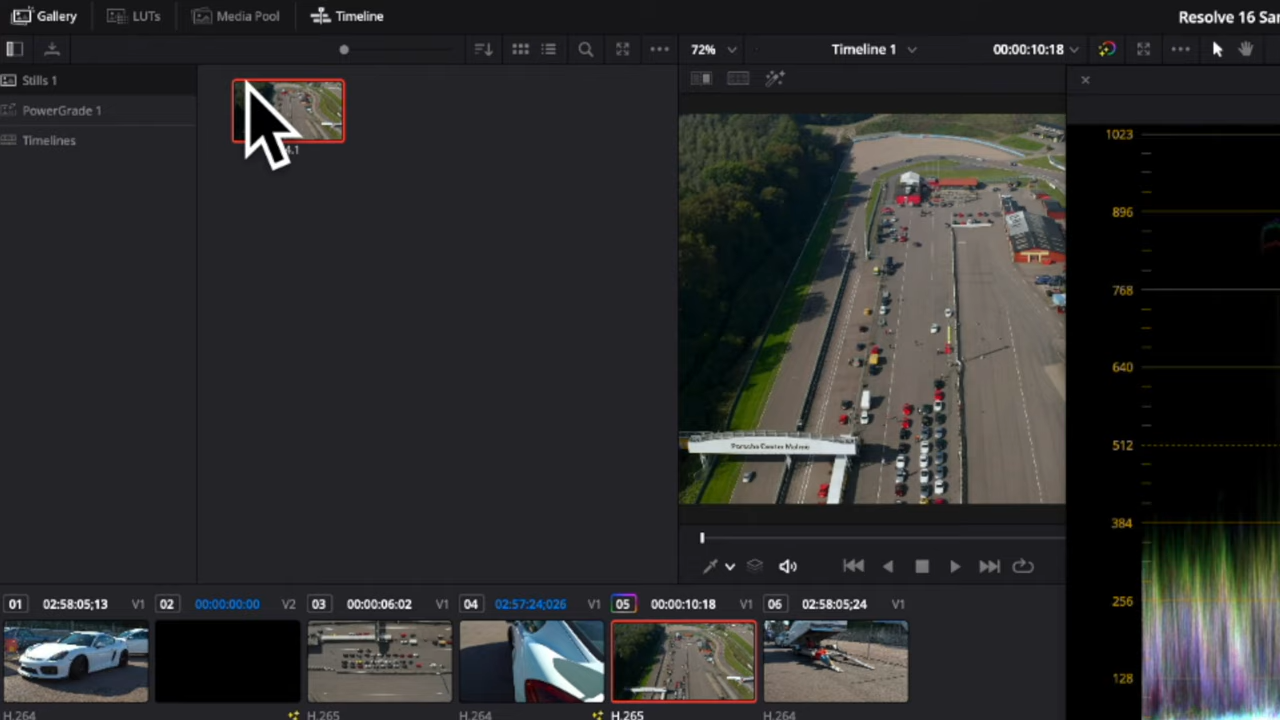 Gallery LUTs Media Pool Timeline Resolve 16
72% Timeline 1 00:00:10:18
Stills 1
PowerGrade 1
Timelines
1023
896
768
640
512
384
256
128
Porsche Center Malmö
01 02:58:05;13 V1 02 00:00:00:00 V2 03 00:00:06:02 V1 04 02:57:24;026 V1 05 00:00:10:18 V1 06 02:58:05;24 V1
H.264 H.265 H.264 H.265 H.264